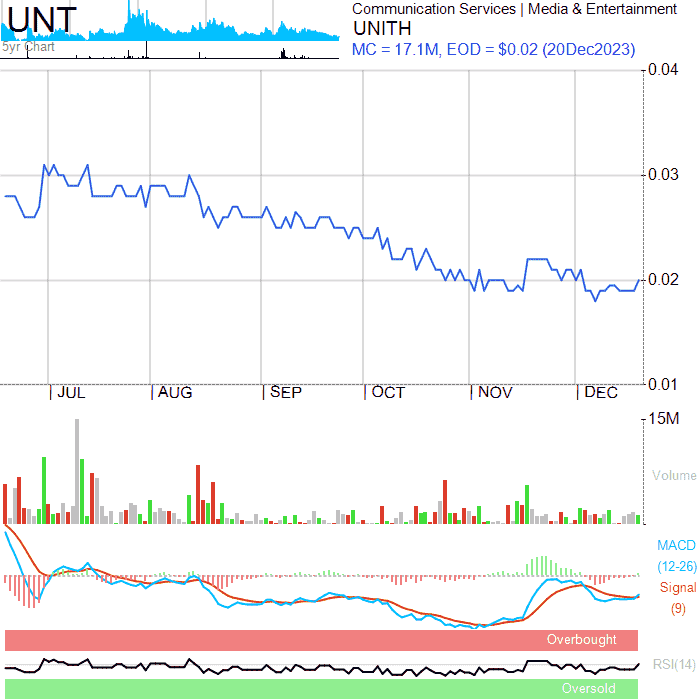 UNT
5yr Chart
Communication Services | Media & Entertainment
UNITH
MC = 17.1M, EOD = $0.02 (20Dec2023)
0.04
0.03
0.02
0.01
JUL
AUG
SEP
OCT
NOV
DEC
15M
Volume
MACD
(12-26)
Signal
(9)
Overbought
RSI(14)
Oversold